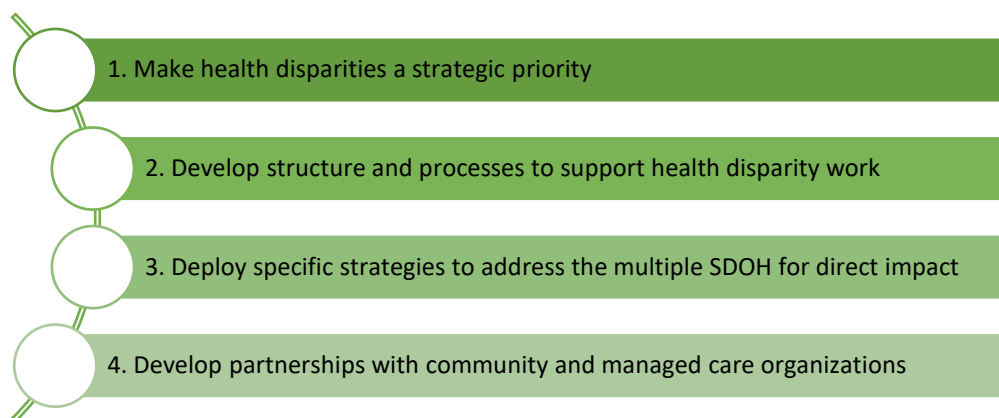 1. Make health disparities a strategic priority
2. Develop structure and processes to support health disparity work
3. Deploy specific strategies to address the multiple SDOH for direct impact
4. Develop partnerships with community and managed care organizations